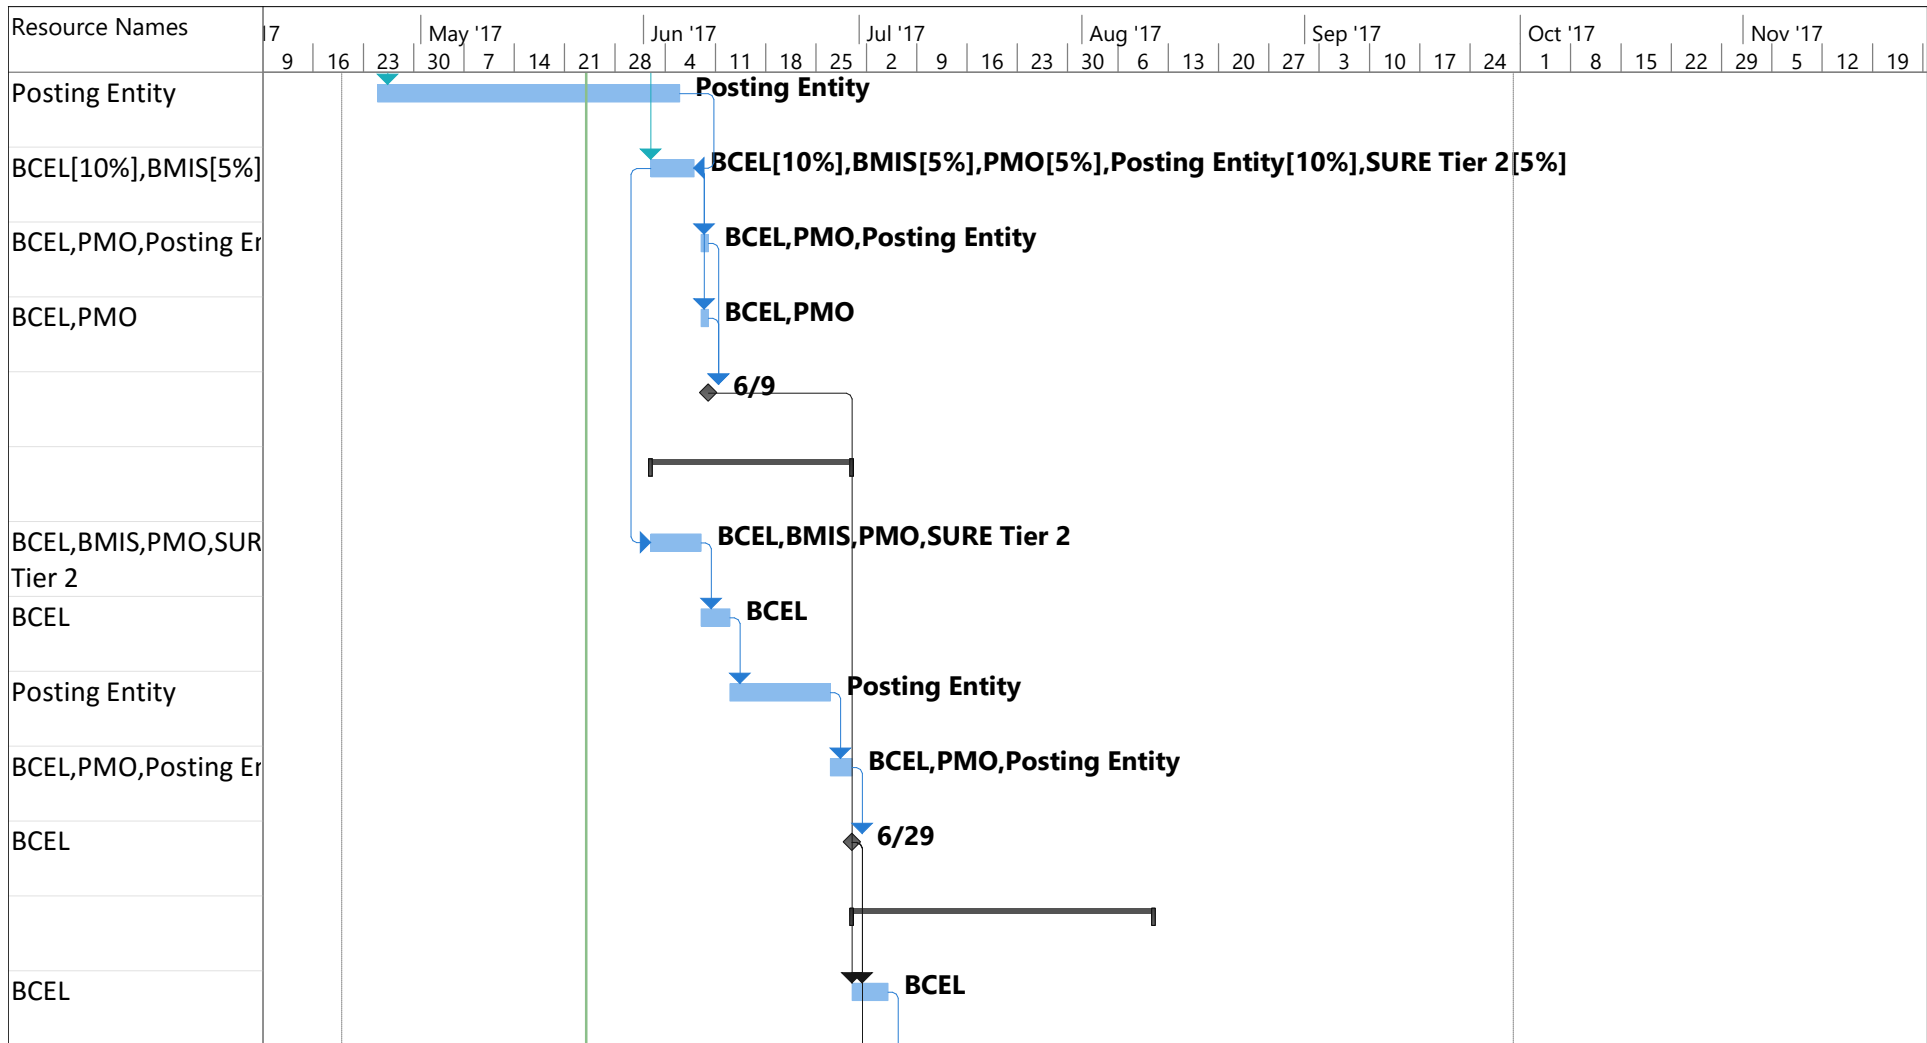 Resource Names
17 May '17 Jun '17 Jul '17 Aug '17 Sep '17 Oct '17 Nov '17
9 16 23 30 7 14 21 28 4 11 18 25 2 9 16 23 30 6 13 20 27 3 10 17 24 1 8 15 22 29 5 12 19
Posting Entity
Posting Entity
BCEL[10%],BMIS[5%]
BCEL[10%],BMIS[5%],PMO[5%],Posting Entity[10%],SURE Tier 2[5%]
BCEL,PMO,Posting Er
BCEL,PMO,Posting Entity
BCEL,PMO
BCEL,PMO
6/9
BCEL,BMIS,PMO,SUR
Tier 2
BCEL,BMIS,PMO,SURE Tier 2
BCEL
BCEL
Posting Entity
Posting Entity
BCEL,PMO,Posting Er
BCEL,PMO,Posting Entity
BCEL
6/29
BCEL
BCEL